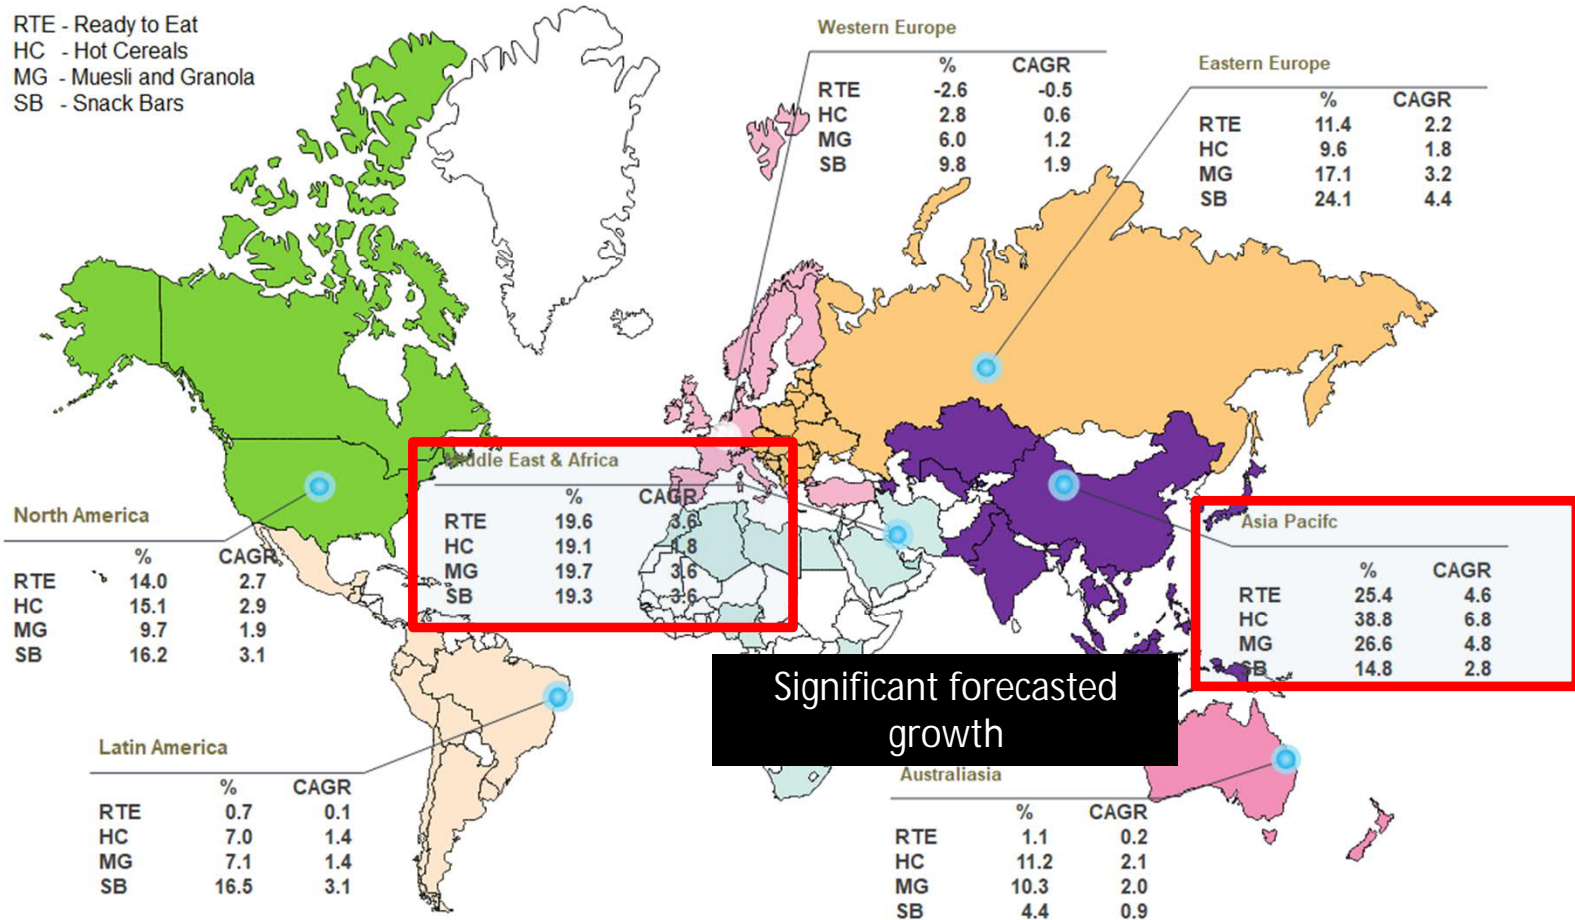 RTE - Ready to Eat
HC - Hot Cereals
MG - Muesli and Granola
SB - Snack Bars
Western Europe
% CAGR
RTE -2.6 -0.5
HC 2.8 0.6
MG 6.0 1.2
SB 9.8 1.9
Eastern Europe
% CAGR
RTE 11.4 2.2
HC 9.6 1.8
MG 17.1 3.2
SB 24.1 4.4
Middle East & Africa
% CAGR
RTE 19.6 3.6
HC 19.1 1.8
MG 19.7 3.6
SB 19.3 3.6
North America
% CAGR
RTE 14.0 2.7
HC 15.1 2.9
MG 9.7 1.9
SB 16.2 3.1
Asia Pacifc
% CAGR
RTE 25.4 4.6
HC 38.8 6.8
MG 26.6 4.8
SB 14.8 2.8
Significant forecasted
growth
Latin America
% CAGR
RTE 0.7 0.1
HC 7.0 1.4
MG 7.1 1.4
SB 16.5 3.1
Australiasia
% CAGR
RTE 1.1 0.2
HC 11.2 2.1
MG 10.3 2.0
SB 4.4 0.9